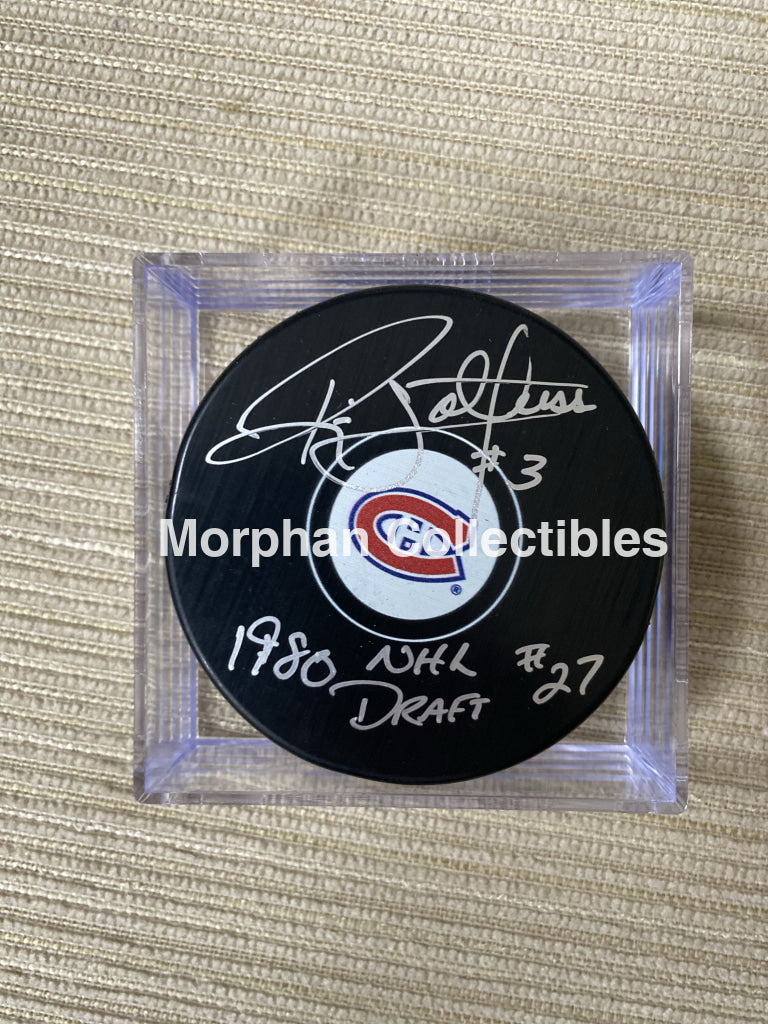 #3
Morphan Collectibles
1980 NHL #27
DRAFT